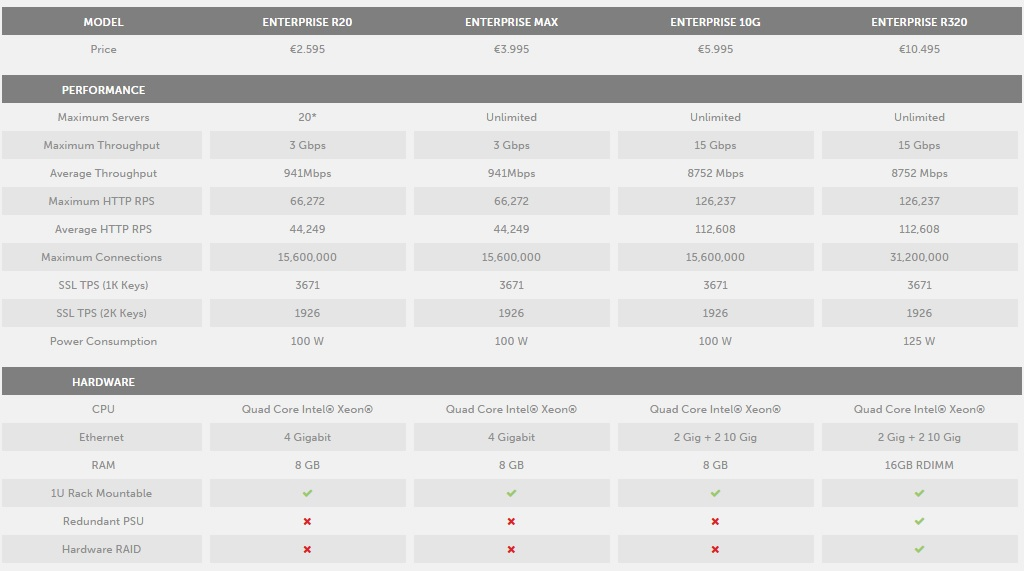 MODEL ENTERPRISE R20 ENTERPRISE MAX ENTERPRISE 10G ENTERPRISE R320
Price €2.595 €3.995 €5.995 €10.495
PERFORMANCE
Maximum Servers 20* Unlimited Unlimited Unlimited
Maximum Throughput 3 Gbps 3 Gbps 15 Gbps 15 Gbps
Average Throughput 941Mbps 941Mbps 8752 Mbps 8752 Mbps
Maximum HTTP RPS 66,272 66,272 126,237 126,237
Average HTTP RPS 44,249 44,249 112,608 112,608
Maximum Connections 15,600,000 15,600,000 15,600,000 31,200,000
SSL TPS (1K Keys) 3671 3671 3671 3671
SSL TPS (2K Keys) 1926 1926 1926 1926
Power Consumption 100 W 100 W 100 W 125 W
HARDWARE
CPU Quad Core Intel® Xeon® Quad Core Intel® Xeon® Quad Core Intel® Xeon® Quad Core Intel® Xeon®
Ethernet 4 Gigabit 4 Gigabit 2 Gig + 2 10 Gig 2 Gig + 2 10 Gig
RAM 8 GB 8 GB 8 GB 16GB RDIMM
1U Rack Mountable
Redundant PSU
Hardware RAID